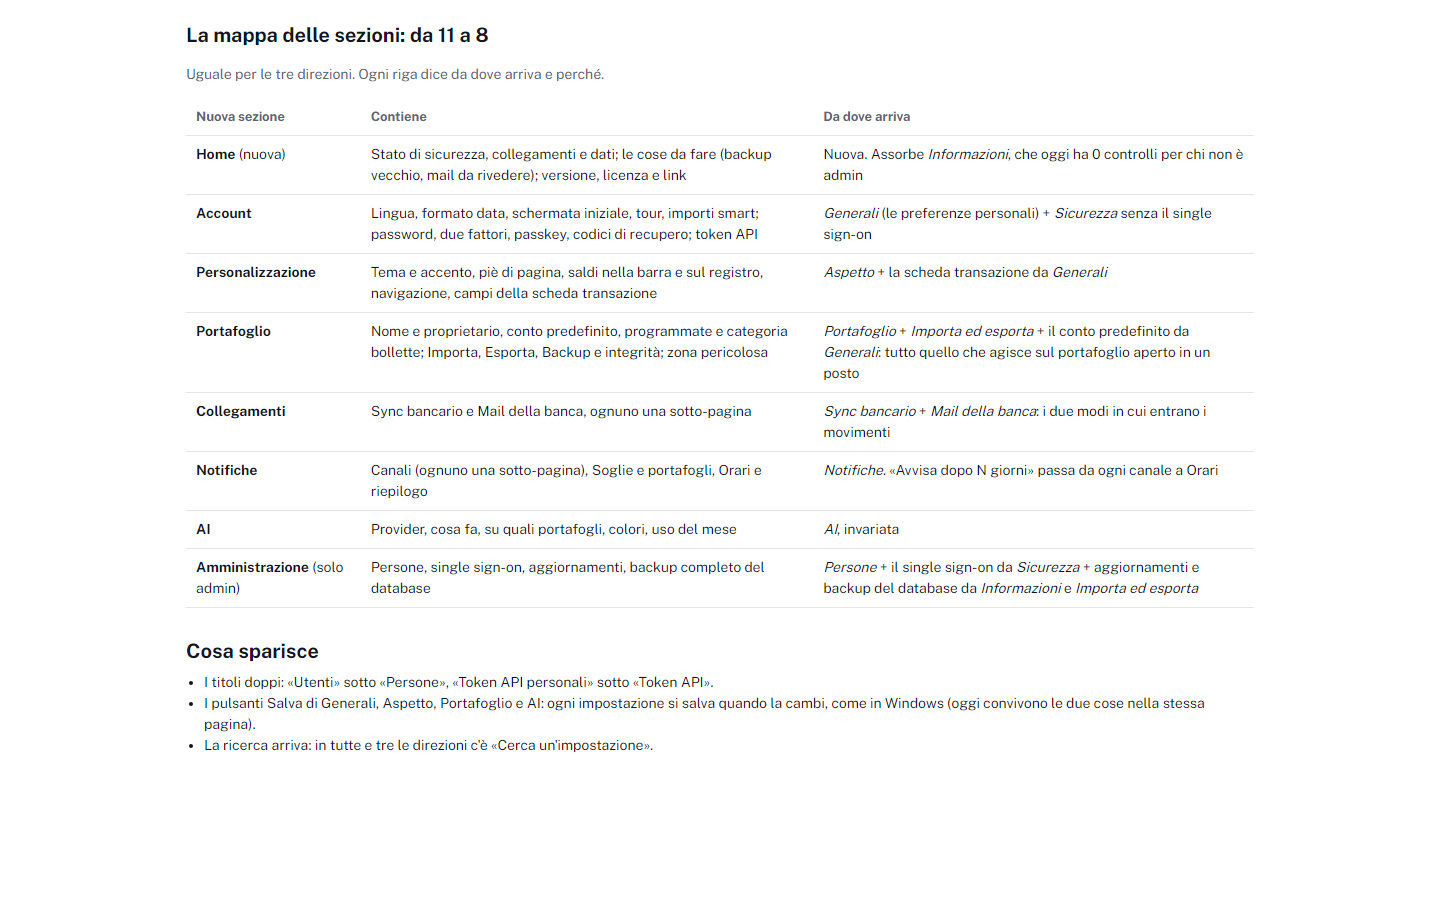 La mappa delle sezioni: da 11 a 8
Uguale per le tre direzioni. Ogni riga dice da dove arriva e perché.
Nuova sezione Contiene Da dove arriva
Home (nuova) Stato di sicurezza, collegamenti e dati; le cose da fare (backup vecchio, mail da rivedere); versione, licenza e link Nuova. Assorbe Informazioni, che oggi ha 0 controlli per chi non è admin
Account Lingua, formato data, schermata iniziale, tour, importi smart; password, due fattori, passkey, codici di recupero; token API Generali (le preferenze personali) + Sicurezza senza il single sign-on
Personalizzazione Tema e accento, piè di pagina, saldi nella barra e sul registro, navigazione, campi della scheda transazione Aspetto + la scheda transazione da Generali
Portafoglio Nome e proprietario, conto predefinito, programmate e categoria bollette; Importa, Esporta, Backup e integrità; zona pericolosa Portafoglio + Importa ed esporta + il conto predefinito da Generali: tutto quello che agisce sul portafoglio aperto in un posto
Collegamenti Sync bancario e Mail della banca, ognuno una sotto-pagina Sync bancario + Mail della banca: i due modi in cui entrano i movimenti
Notifiche Canali (ognuno una sotto-pagina), Soglie e portafogli, Orari e riepilogo Notifiche. «Avvisa dopo N giorni» passa da ogni canale a Orari
AI Provider, cosa fa, su quali portafogli, colori, uso del mese AI, invariata
Amministrazione (solo admin) Persone, single sign-on, aggiornamenti, backup completo del database Persone + il single sign-on da Sicurezza + aggiornamenti e backup del database da Informazioni e Importa ed esporta
Cosa sparisce
• I titoli doppi: «Utenti» sotto «Persone», «Token API personali» sotto «Token API».
• I pulsanti Salva di Generali, Aspetto, Portafoglio e AI: ogni impostazione si salva quando la cambi, come in Windows (oggi convivono le due cose nella stessa
pagina).
• La ricerca arriva: in tutte e tre le direzioni c'è «Cerca un'impostazione».